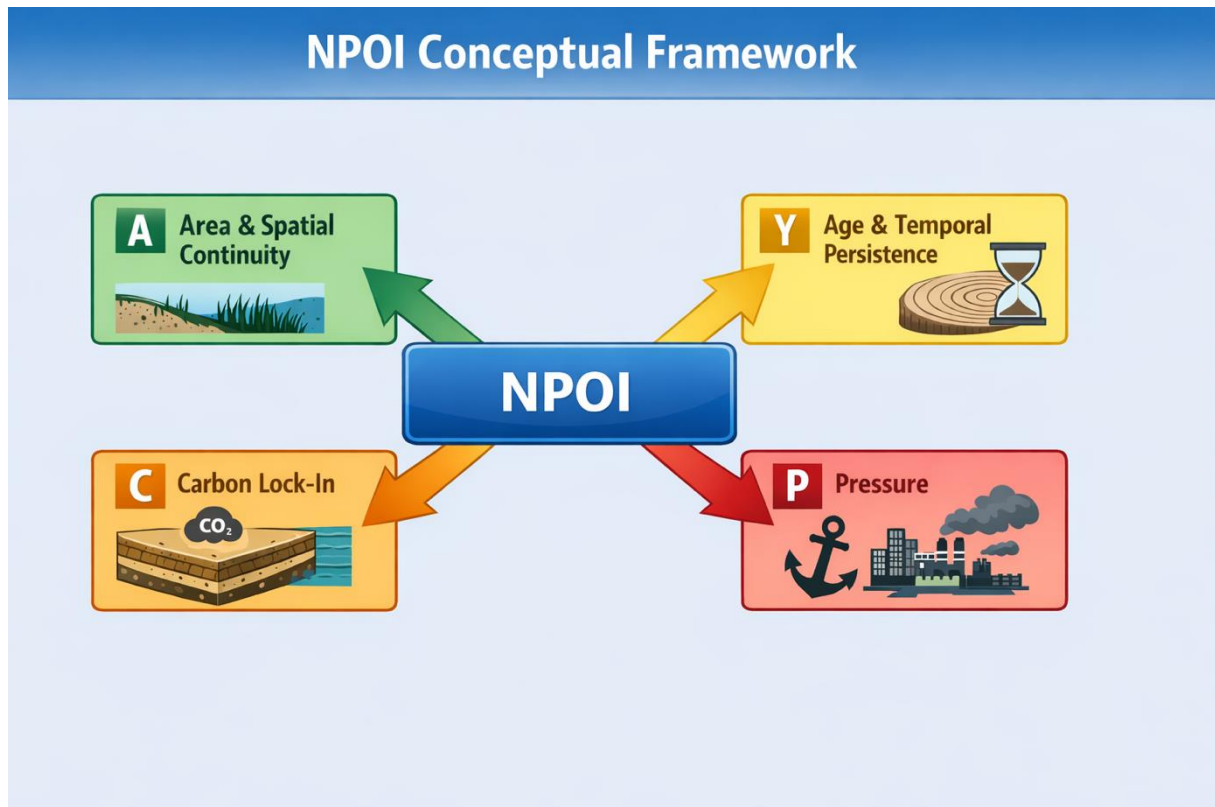 NPOI Conceptual Framework
A
Area & Spatial
Continuity
Y
Age & Temporal
Persistence
NPOI
C
Carbon Lock-In
CO₂
P
Pressure